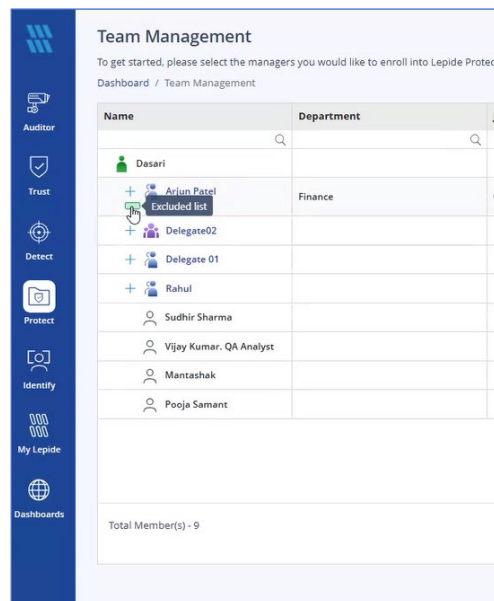 Team Management
To get started, please select the managers you would like to enroll into Lepide Protec
Dashboard / Team Management
Name Department
Dasari
Arjun Patel Finance
Excluded list
Delegate02
Delegate 01
Rahul
Sudhir Sharma
Vijay Kumar. QA Analyst
Mantashak
Pooja Samant
Total Member(s) - 9
Auditor
Trust
Detect
Protect
Identify
My Lepide
Dashboards